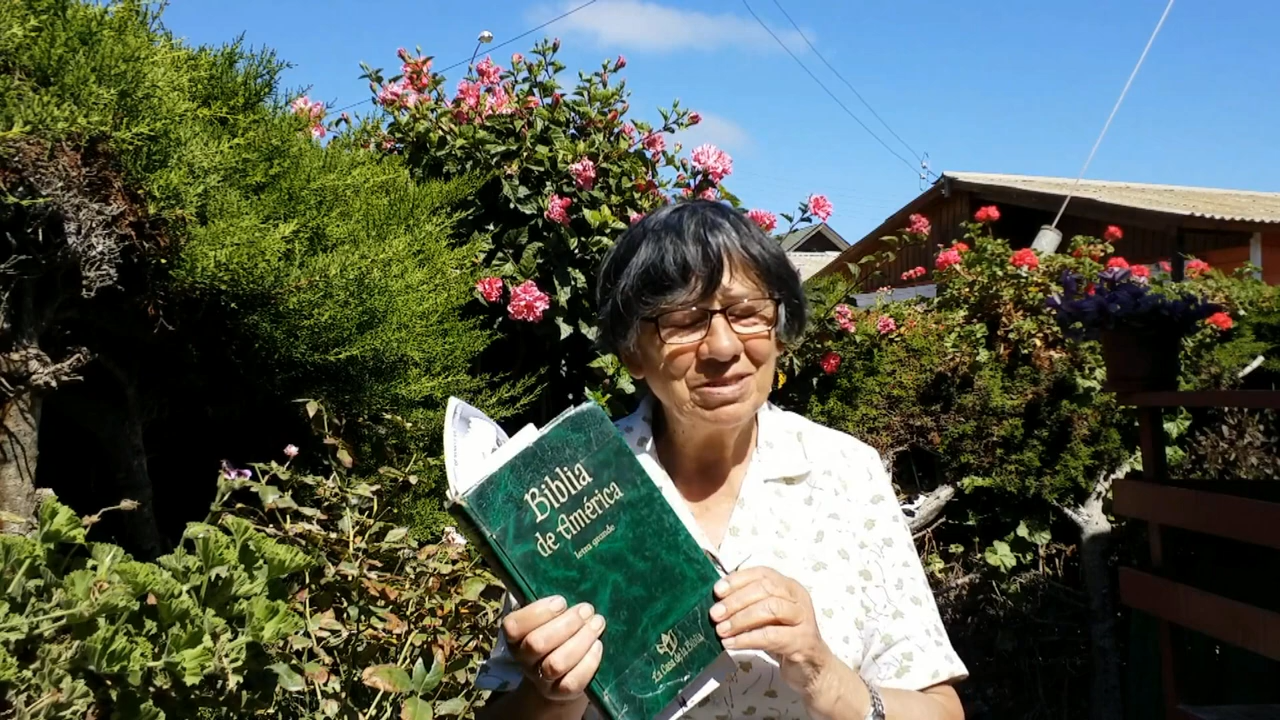 Biblia
de América
letra grande
La Casa de la Biblia